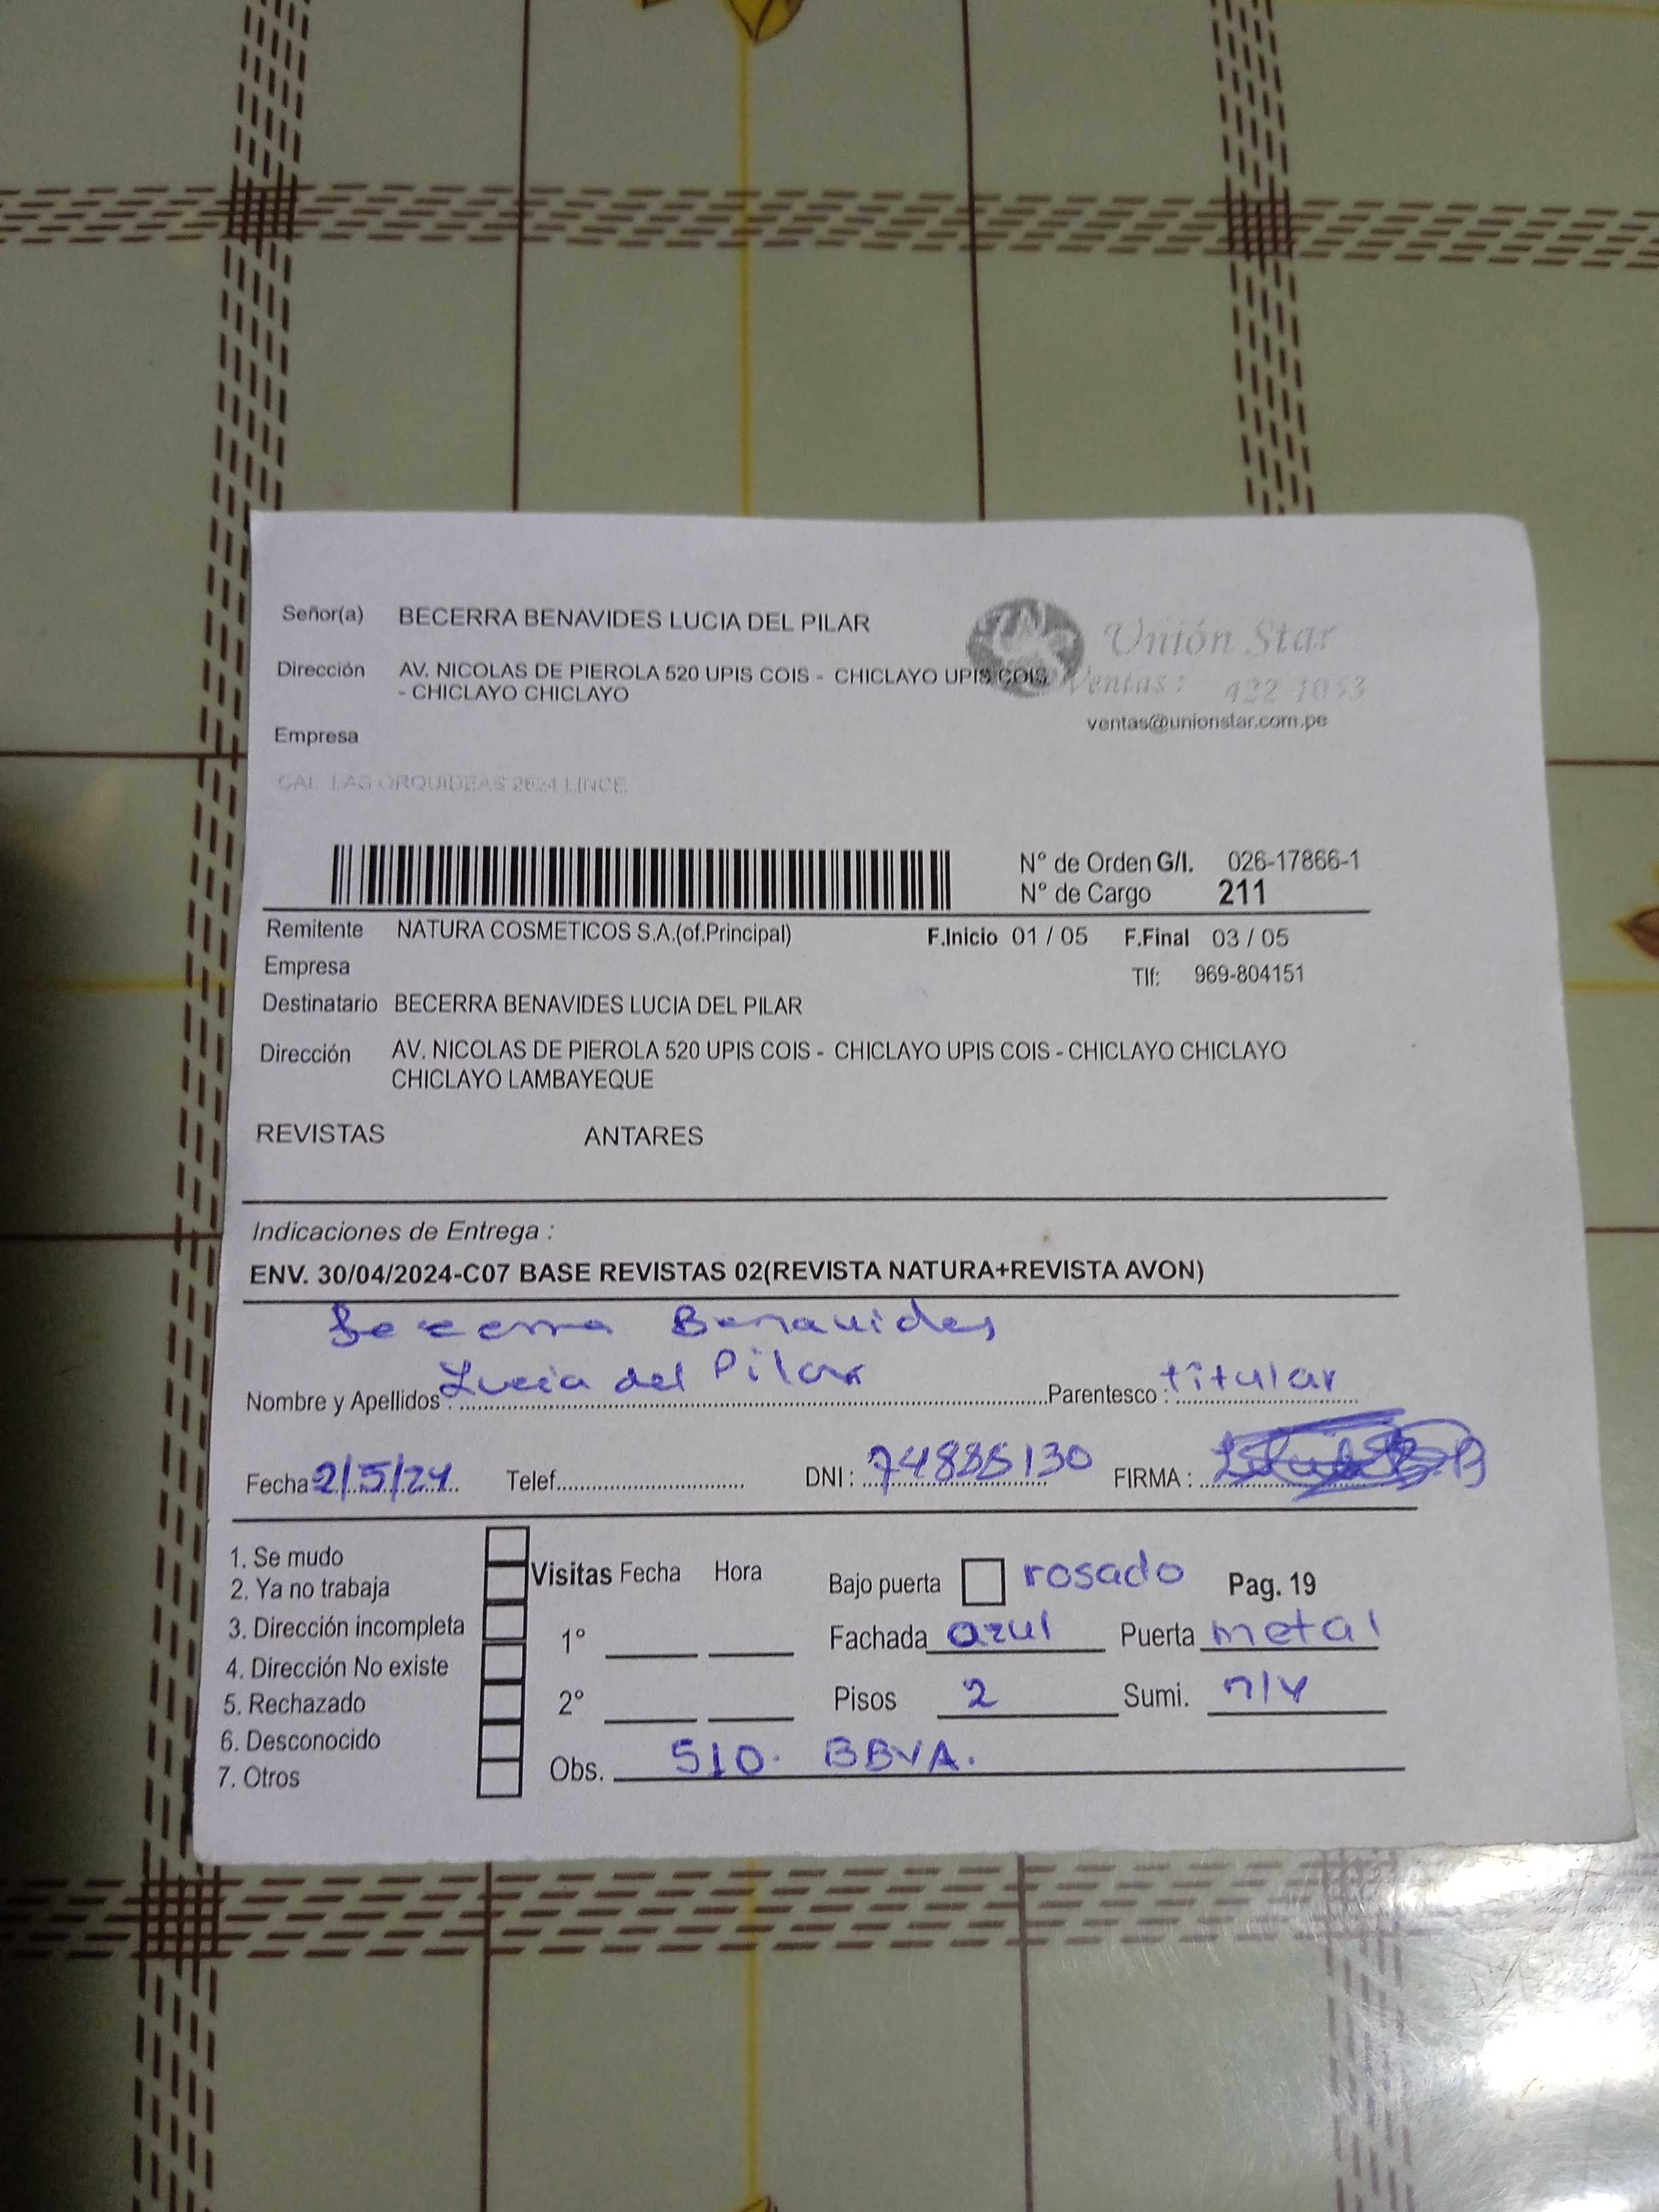 Señor(a) BECERRA BENAVIDES LUCIA DEL PILAR
Unión Star
Dirección AV. NICOLAS DE PIEROLA 520 UPIS COIS - CHICLAYO UPIS COIS
- CHICLAYO CHICLAYO
Ventas: 422 1053
ventas@unionstar.com.pe
Empresa
CAL. LAS ORQUIDEAS 2624 LINCE
N° de Orden G/I. 026-17866-1
N° de Cargo 211
Remitente NATURA COSMETICOS S.A.(of.Principal) F.Inicio 01 / 05 F.Final 03 / 05
Empresa Tlf: 969-804151
Destinatario BECERRA BENAVIDES LUCIA DEL PILAR
Dirección AV. NICOLAS DE PIEROLA 520 UPIS COIS - CHICLAYO UPIS COIS - CHICLAYO CHICLAYO
CHICLAYO LAMBAYEQUE
REVISTAS ANTARES
Indicaciones de Entrega :
ENV. 30/04/2024-C07 BASE REVISTAS 02(REVISTA NATURA+REVISTA AVON)
Becerra Benavides
Nombre y Apellidos : Lucia del Pilar Parentesco : titular
Fecha 2/5/24 Telef. DNI : 74885130 FIRMA :
1. Se mudo
2. Ya no trabaja
3. Dirección incompleta
4. Dirección No existe
5. Rechazado
6. Desconocido
7. Otros
Visitas Fecha Hora
1°
2°
Bajo puerta rosado Pag. 19
Fachada azul Puerta metal
Pisos 2 Sumi. n/v
Obs. 510. BBVA.